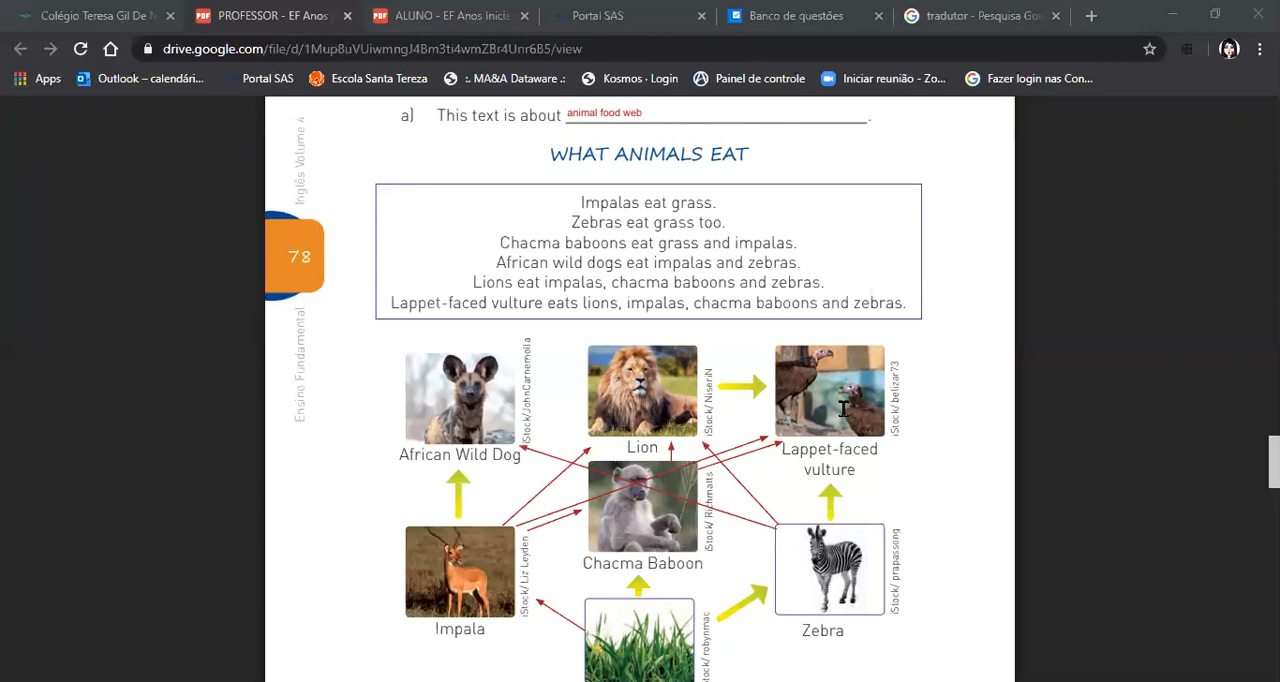 Colégio Teresa Gil De M
PROFESSOR - EF Anos
ALUNO - EF Anos Inicia
Portal SAS
Banco de questões
tradutor - Pesquisa Goo
drive.google.com/file/d/1Mup8uVUiwmngJ4Bm3ti4wmZBr4Unr6B5/view
Apps
Outlook – calendári...
Portal SAS
Escola Santa Tereza
:. MA&A Dataware .:
Kosmos · Login
Painel de controle
Iniciar reunião - Zo...
Fazer login nas Con...
a) This text is about animal food web.
WHAT ANIMALS EAT
Impalas eat grass.
Zebras eat grass too.
Chacma baboons eat grass and impalas.
African wild dogs eat impalas and zebras.
Lions eat impalas, chacma baboons and zebras.
Lappet-faced vulture eats lions, impalas, chacma baboons and zebras.
Inglês Volume 4
78
Ensino Fundamental
iStock/JohnCarnemolla
iStock/ NiseriN
iStock/ belizar73
African Wild Dog
Lion
Lappet-faced
vulture
iStock/ Liz Leyden
iStock/ Richmatts
iStock/ prapassong
Chacma Baboon
Impala
Zebra
iStock/ robynmac